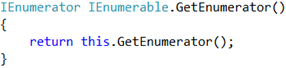 IEnumerator IEnumerable.GetEnumerator()
{
    return this.GetEnumerator();
}